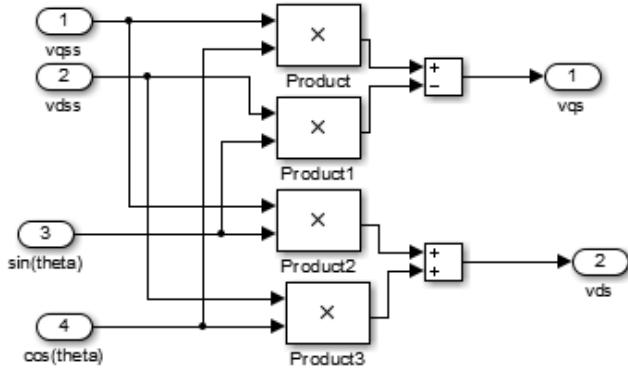 1
vqss
2
vdss
3
sin(theta)
4
cos(theta)
×
Product
×
Product1
×
Product2
×
Product3
+
−
+
+
1
vqs
2
vds